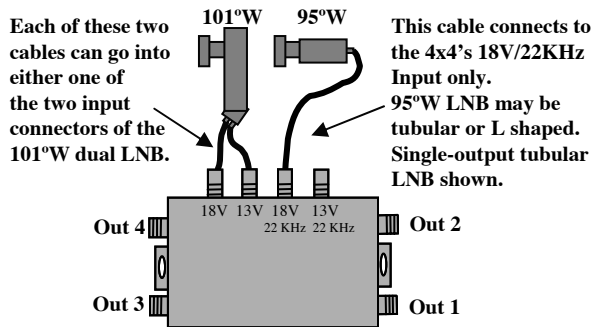 Each of these two
cables can go into
either one of
the two input
connectors of the
101ºW dual LNB.
101ºW
95ºW
This cable connects to
the 4x4's 18V/22KHz
Input only.
95ºW LNB may be
tubular or L shaped.
Single-output tubular
LNB shown.
18V 13V 18V 13V
22 KHz 22 KHz
Out 4
Out 2
Out 3
Out 1